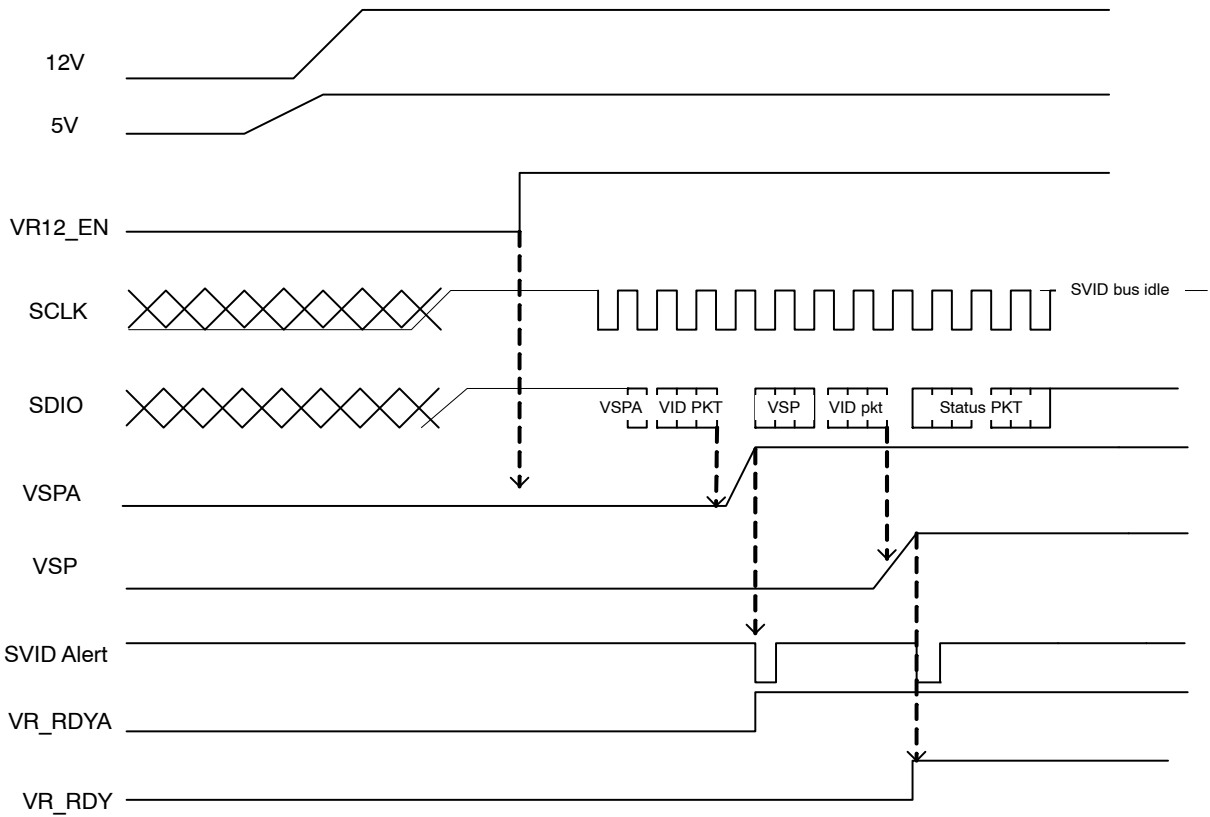 12V
5V
VR12_EN
SCLK
SVID bus idle
SDIO
VSPA
VID PKT
VSP
VID pkt
Status PKT
VSPA
VSP
SVID Alert
VR_RDYA
VR_RDY